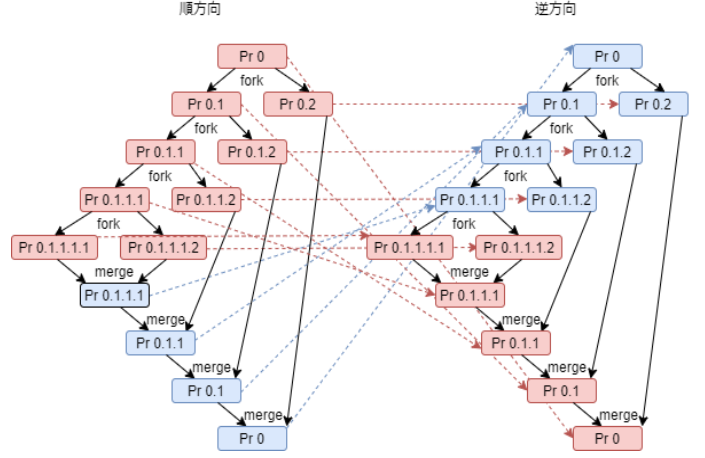 順方向 逆方向
Pr 0 Pr 0
fork fork
Pr 0.1 Pr 0.2 Pr 0.1 Pr 0.2
fork fork
Pr 0.1.1 Pr 0.1.2 Pr 0.1.1 Pr 0.1.2
fork fork
Pr 0.1.1.1 Pr 0.1.1.2 Pr 0.1.1.1 Pr 0.1.1.2
fork fork
Pr 0.1.1.1.1 Pr 0.1.1.1.2 Pr 0.1.1.1.1 Pr 0.1.1.1.2
merge merge
Pr 0.1.1.1 Pr 0.1.1.1
merge merge
Pr 0.1.1 Pr 0.1.1
merge merge
Pr 0.1 Pr 0.1
merge merge
Pr 0 Pr 0